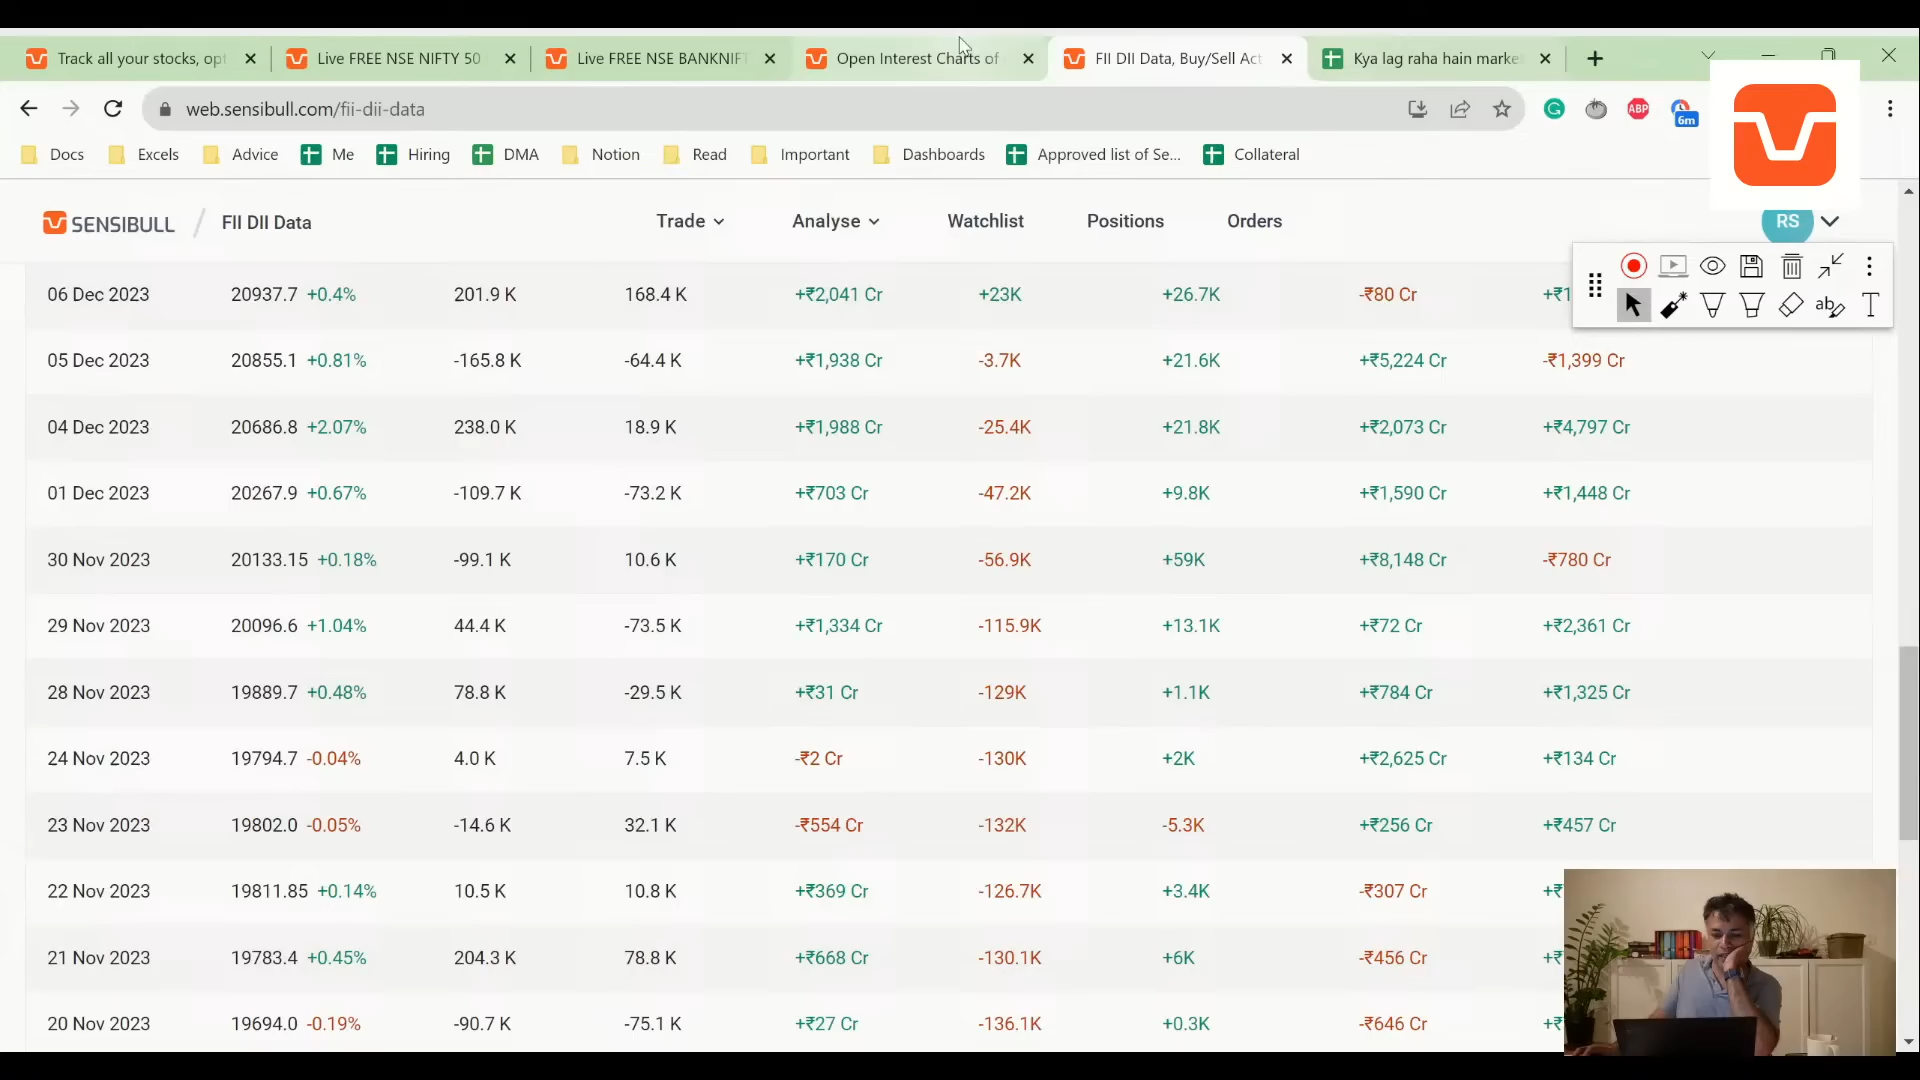 Track all your stocks, opt
Live FREE NSE NIFTY 50
Live FREE NSE BANKNIFT
Open Interest Charts of
FII DII Data, Buy/Sell Act
Kya lag raha hain marke
web.sensibull.com/fii-dii-data
ABP
6m
Docs Excels Advice Me Hiring DMA Notion Read Important Dashboards Approved list of Se... Collateral
SENSIBULL / FII DII Data Trade Analyse Watchlist Positions Orders RS
ab T
06 Dec 2023 20937.7 +0.4% 201.9 K 168.4 K +₹2,041 Cr +23K +26.7K -₹80 Cr +₹1
05 Dec 2023 20855.1 +0.81% -165.8 K -64.4 K +₹1,938 Cr -3.7K +21.6K +₹5,224 Cr -₹1,399 Cr
04 Dec 2023 20686.8 +2.07% 238.0 K 18.9 K +₹1,988 Cr -25.4K +21.8K +₹2,073 Cr +₹4,797 Cr
01 Dec 2023 20267.9 +0.67% -109.7 K -73.2 K +₹703 Cr -47.2K +9.8K +₹1,590 Cr +₹1,448 Cr
30 Nov 2023 20133.15 +0.18% -99.1 K 10.6 K +₹170 Cr -56.9K +59K +₹8,148 Cr -₹780 Cr
29 Nov 2023 20096.6 +1.04% 44.4 K -73.5 K +₹1,334 Cr -115.9K +13.1K +₹72 Cr +₹2,361 Cr
28 Nov 2023 19889.7 +0.48% 78.8 K -29.5 K +₹31 Cr -129K +1.1K +₹784 Cr +₹1,325 Cr
24 Nov 2023 19794.7 -0.04% 4.0 K 7.5 K -₹2 Cr -130K +2K +₹2,625 Cr +₹134 Cr
23 Nov 2023 19802.0 -0.05% -14.6 K 32.1 K -₹554 Cr -132K -5.3K +₹256 Cr +₹457 Cr
22 Nov 2023 19811.85 +0.14% 10.5 K 10.8 K +₹369 Cr -126.7K +3.4K -₹307 Cr +₹
21 Nov 2023 19783.4 +0.45% 204.3 K 78.8 K +₹668 Cr -130.1K +6K -₹456 Cr +₹
20 Nov 2023 19694.0 -0.19% -90.7 K -75.1 K +₹27 Cr -136.1K +0.3K -₹646 Cr +₹